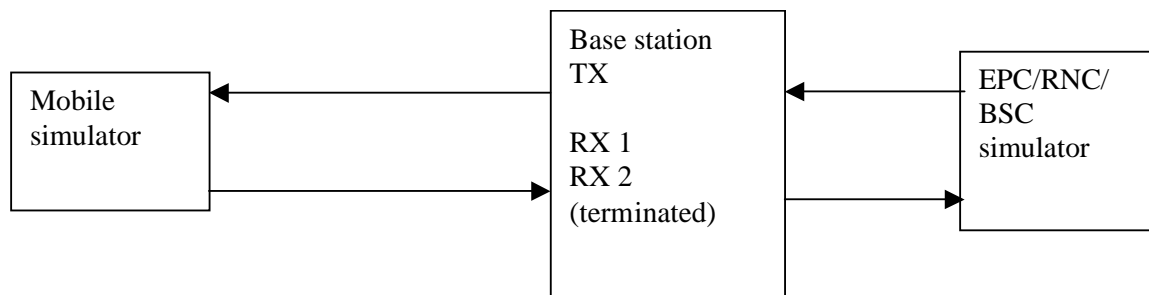 Mobile
simulator
Base station
TX
RX 1
RX 2
(terminated)
EPC/RNC/
BSC
simulator